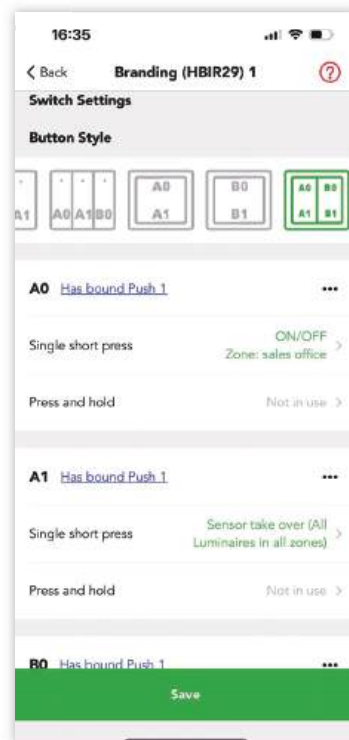 16:35
Back Branding (HBIR29) 1 ?
Switch Settings
Button Style
A1 A0 A1 B0 A0 A1 B0 B1 A0 B0 A1 B1
A0 Has bound Push 1 •••
Single short press ON/OFF
Zone: sales office
Press and hold Not in use
A1 Has bound Push 1 •••
Single short press Sensor take over (All
Luminaires in all zones)
Press and hold Not in use
B0 Has bound Push 1 •••
Save